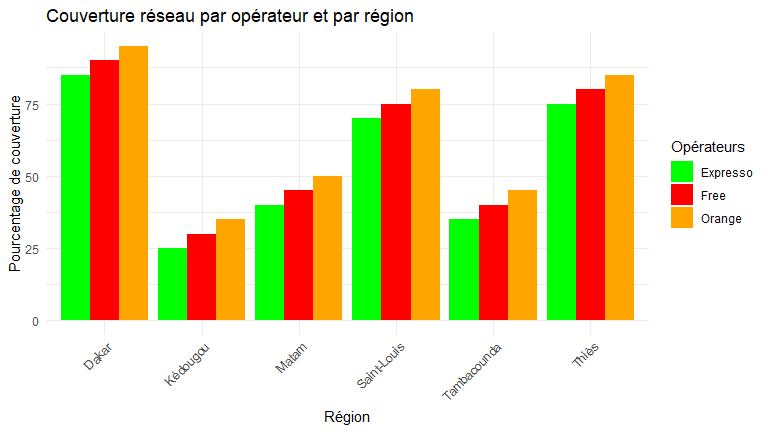 Couverture réseau par opérateur et par région
Pourcentage de couverture
75
50
25
0
Dakar
Kédougou
Matam
Saint-Louis
Tambacounda
Thiès
Région
Opérateurs
Expresso
Free
Orange